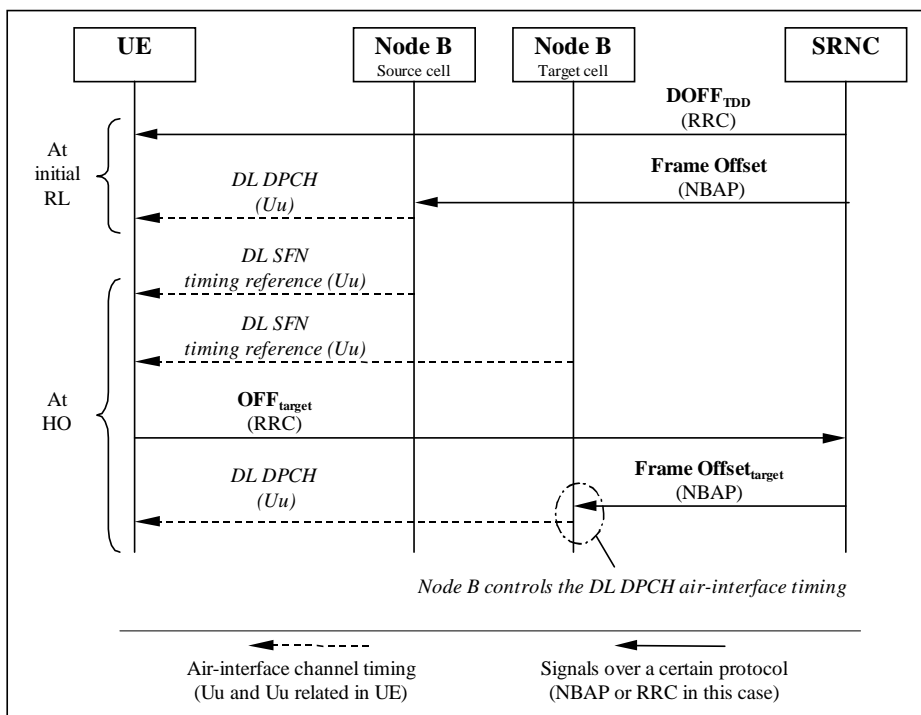 UE
Node B
Source cell
Node B
Target cell
SRNC
DOFF_TDD
(RRC)
At
initial
RL
Frame Offset
(NBAP)
DL DPCH
(Uu)
DL SFN
timing reference (Uu)
DL SFN
timing reference (Uu)
At
HO
OFF_target
(RRC)
Frame Offset_target
(NBAP)
DL DPCH
(Uu)
Node B controls the DL DPCH air-interface timing
Air-interface channel timing
(Uu and Uu related in UE)
Signals over a certain protocol
(NBAP or RRC in this case)